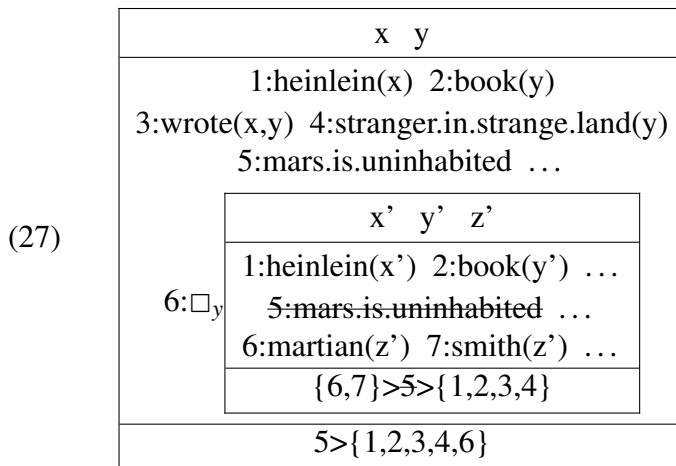 x y
1:heinlein(x) 2:book(y)
3:wrote(x,y) 4:stranger.in.strange.land(y)
5:mars.is.uninhabited …
(27)
x’ y’ z’
1:heinlein(x’) 2:book(y’) …
6:□y
5:mars.is.uninhabited …
6:martian(z’) 7:smith(z’) …
{6,7}>5>{1,2,3,4}
5>{1,2,3,4,6}